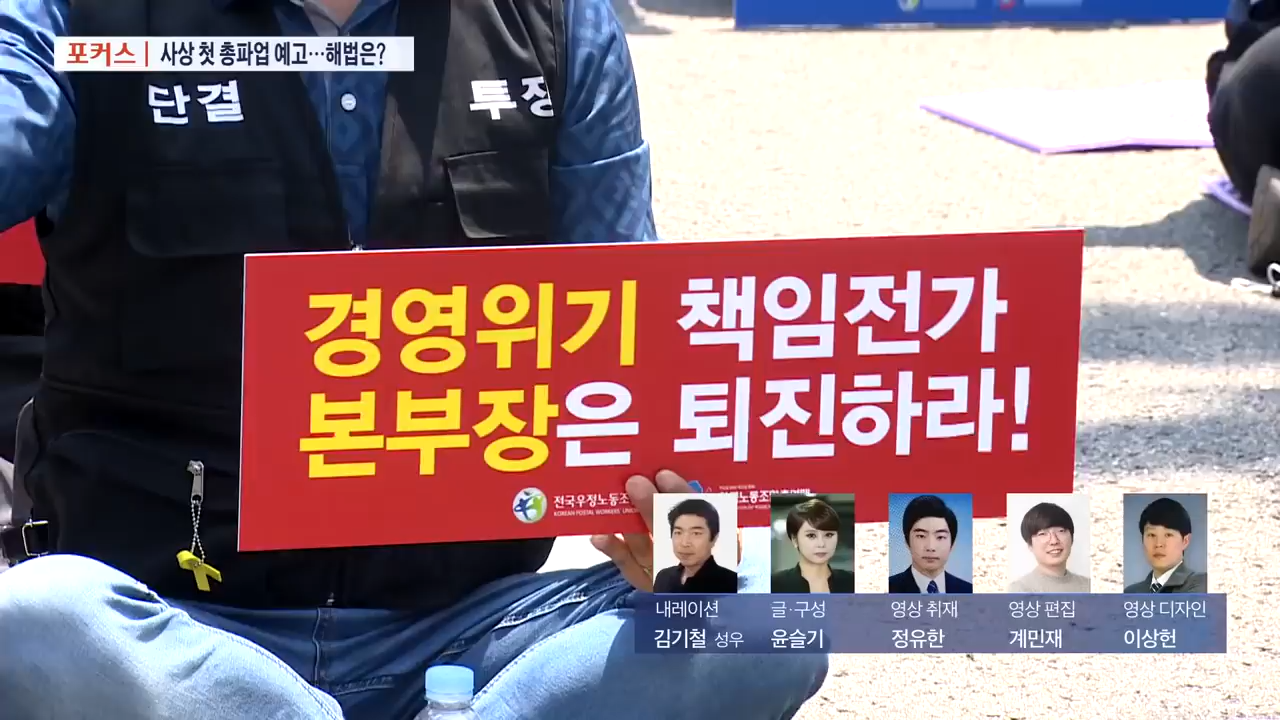 포커스 | 사상 첫 총파업 예고…해법은?
단결 투쟁
경영위기 책임전가
본부장은 퇴진하라!
전국우정노동조
KOREAN POSTAL WORKERS' UNION
내레이션 글·구성 영상 취재 영상 편집 영상 디자인
김기철 성우 윤슬기 정유한 계민재 이상헌